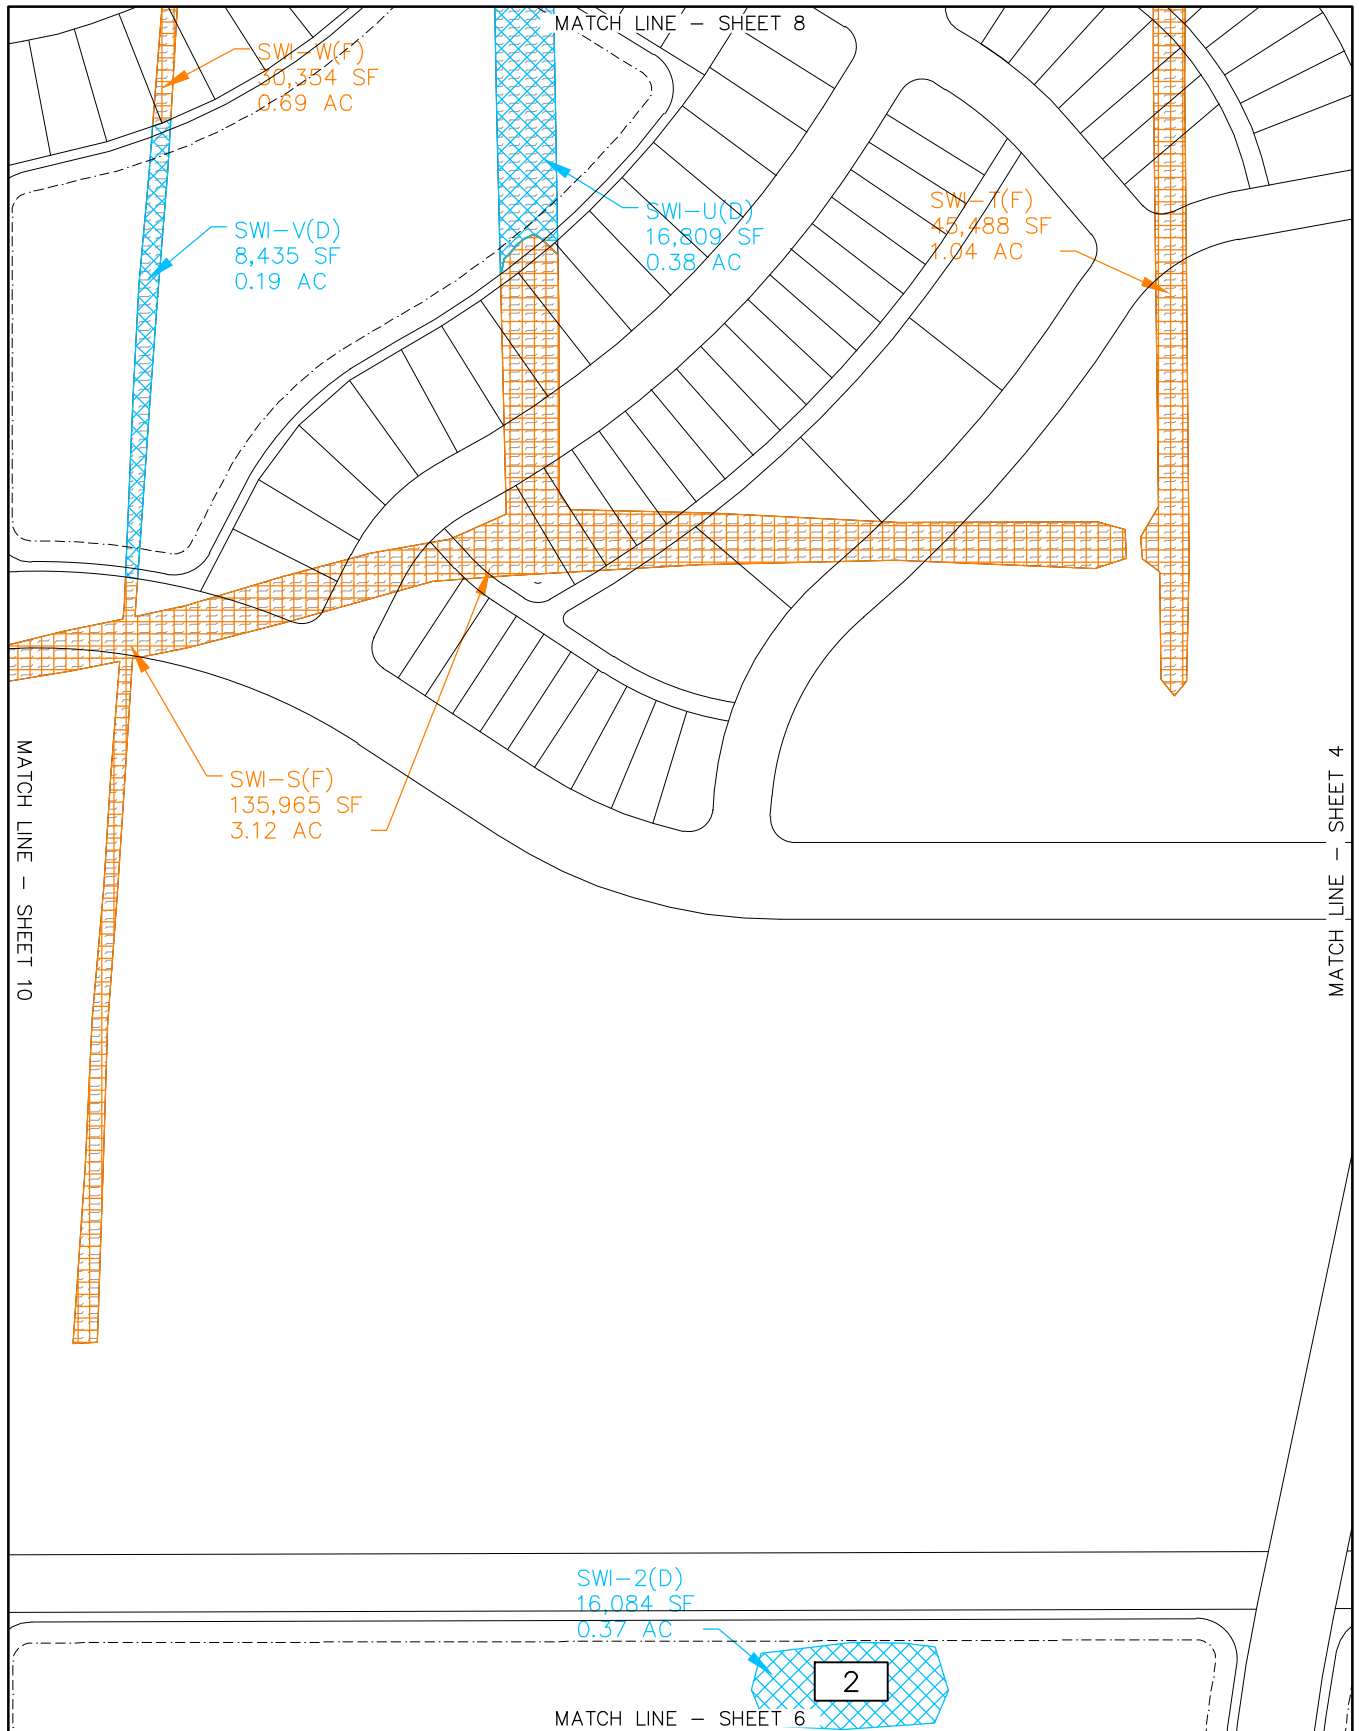 MATCH LINE - SHEET 8
SWI-W(F)
30,354 SF
0.69 AC
SWI-V(D)
8,435 SF
0.19 AC
SWI-U(D)
16,809 SF
0.38 AC
SWI-T(F)
45,488 SF
1.04 AC
SWI-S(F)
135,965 SF
3.12 AC
MATCH LINE - SHEET 10
MATCH LINE - SHEET 4
SWI-2(D)
16,084 SF
0.37 AC
2
MATCH LINE - SHEET 6